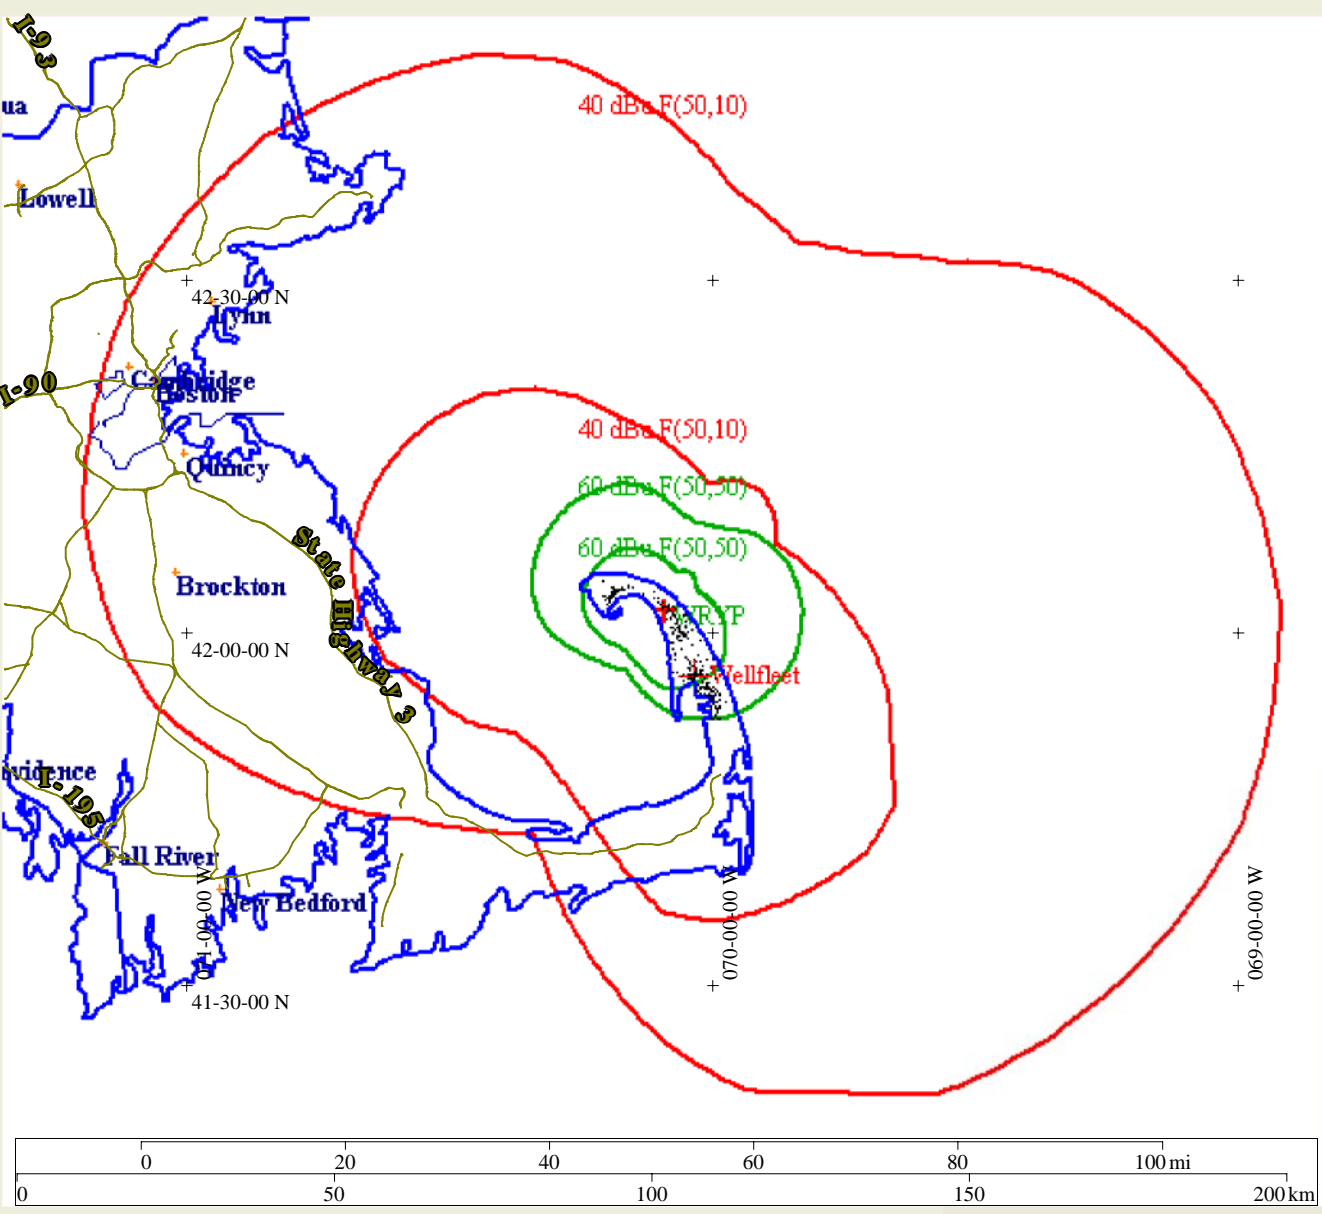 I-93
ua
40 dBu F(50,10)
Lowell
42-30-00 N
Lynn
I-90
Cambridge
Boston
40 dBu F(50,10)
Quincy
60 dBu F(50,50)
State Highway 3
60 dBu F(50,50)
Brockton
WRYP
42-00-00 N
Wellfleet
ovidence
I-195
Fall River
071-00-00 W
070-00-00 W
069-00-00 W
New Bedford
41-30-00 N
0 20 40 60 80 100 mi
0 50 100 150 200 km